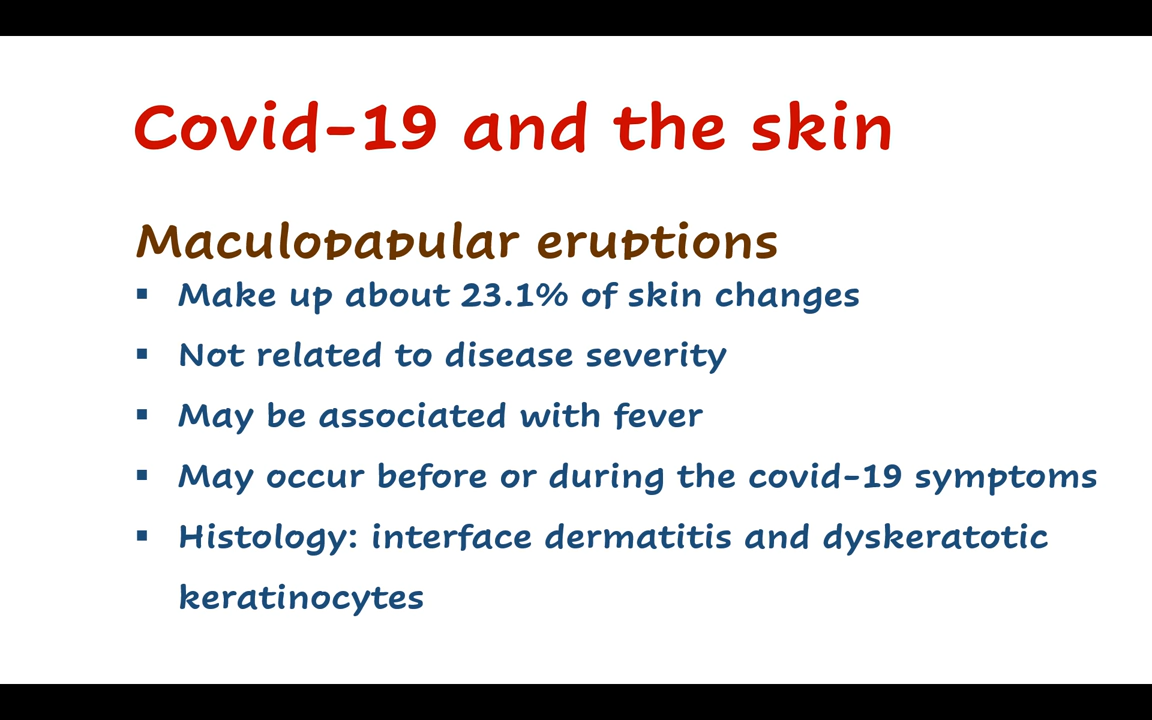 Covid-19 and the skin
Maculopapular eruptions
▪ Make up about 23.1% of skin changes
▪ Not related to disease severity
▪ May be associated with fever
▪ May occur before or during the covid-19 symptoms
▪ Histology: interface dermatitis and dyskeratotic
keratinocytes